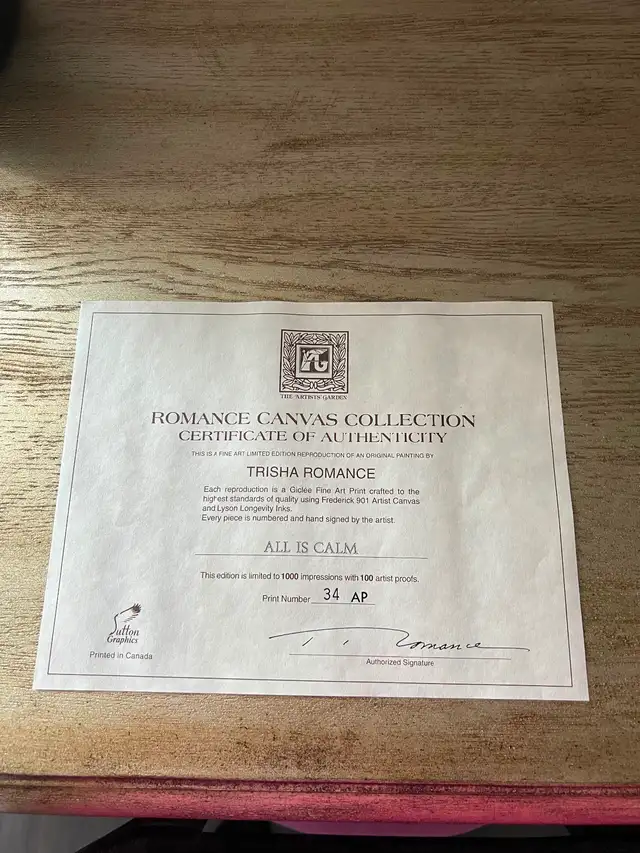 THE ARTISTS' GARDEN
ROMANCE CANVAS COLLECTION
CERTIFICATE OF AUTHENTICITY
THIS IS A FINE ART LIMITED EDITION REPRODUCTION OF AN ORIGINAL PAINTING BY
TRISHA ROMANCE
Each reproduction is a Giclée Fine Art Print crafted to the
highest standards of quality using Frederick 901 Artist Canvas
and Lyson Longevity Inks.
Every piece is numbered and hand signed by the artist.
ALL IS CALM
This edition is limited to 1000 impressions with 100 artist proofs.
Print Number 34 AP
Sutton
Graphics
Printed in Canada
T. Romance
Authorized Signature